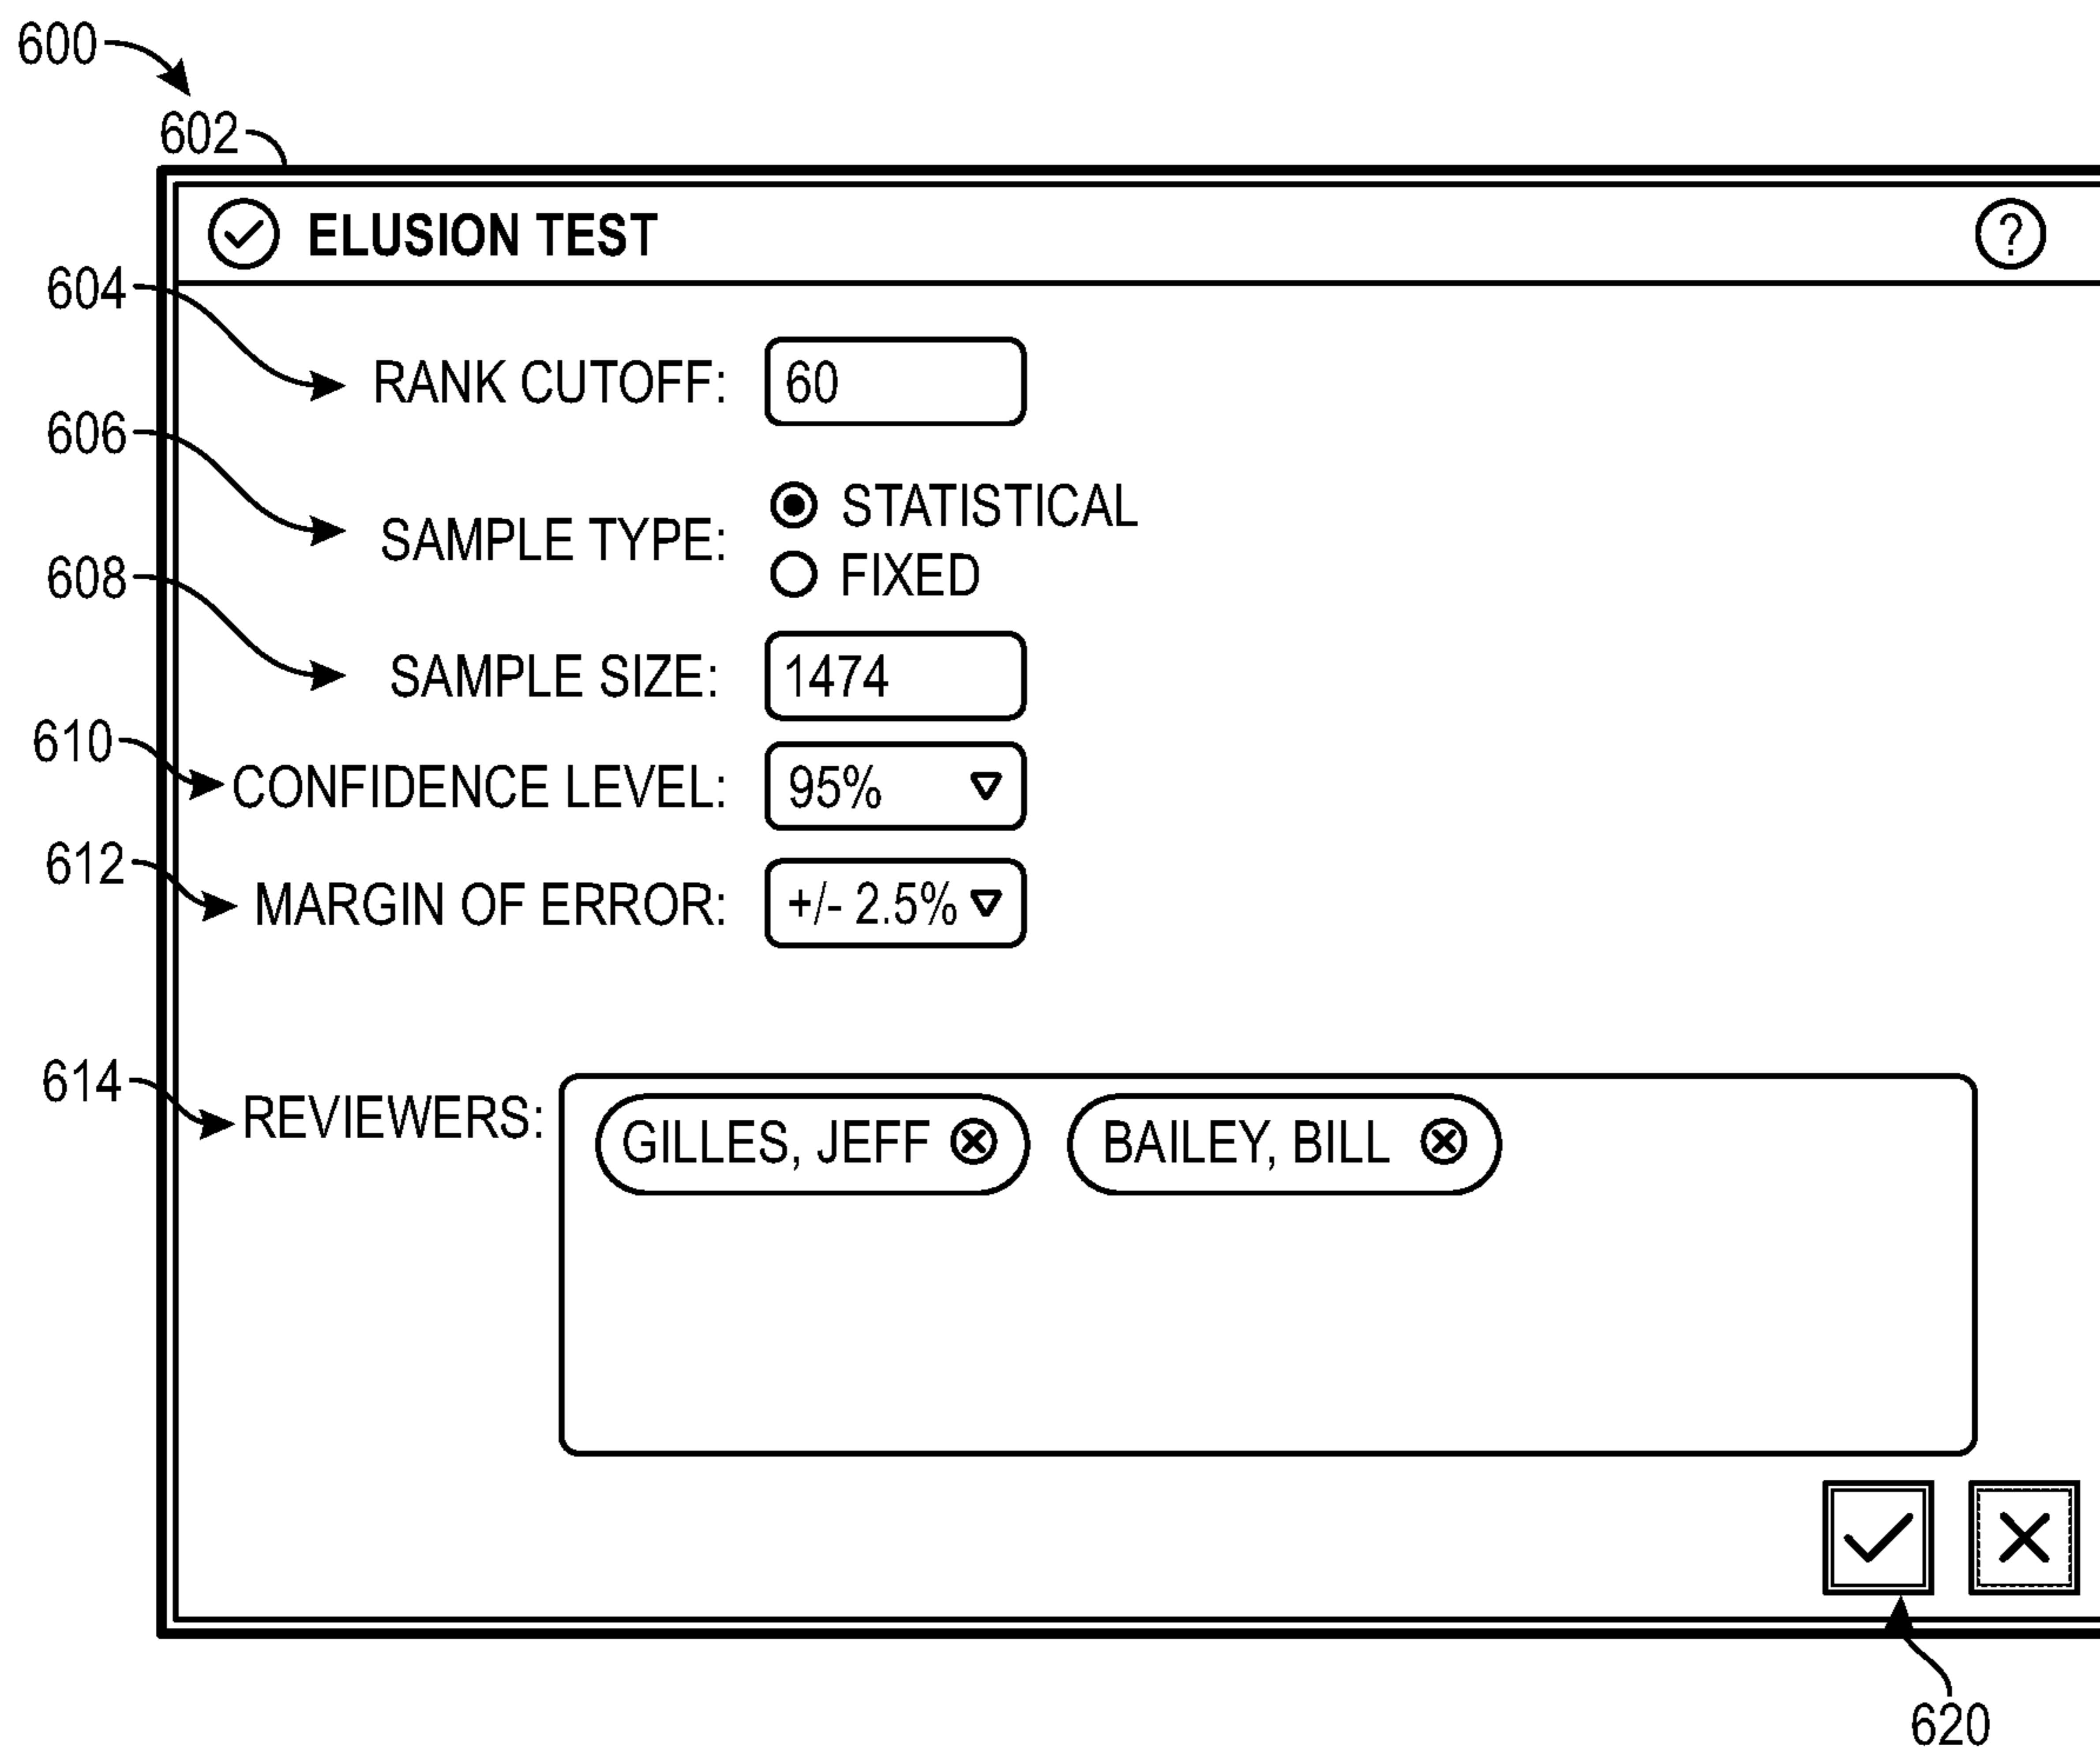 600
602
ELUSION TEST ?
604
RANK CUTOFF: 60
606
SAMPLE TYPE: STATISTICAL
FIXED
608
SAMPLE SIZE: 1474
610
CONFIDENCE LEVEL: 95%
612
MARGIN OF ERROR: +/- 2.5%
614
REVIEWERS: GILLES, JEFF BAILEY, BILL
620